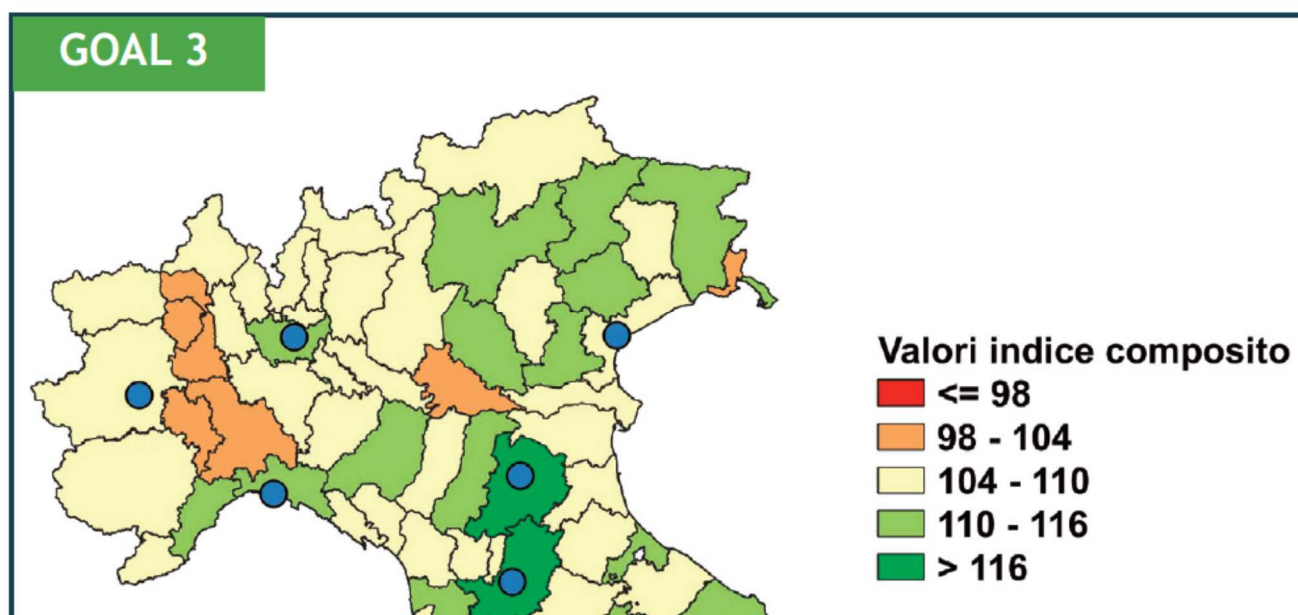 GOAL 3
Valori indice composito
<= 98
98 - 104
104 - 110
110 - 116
> 116